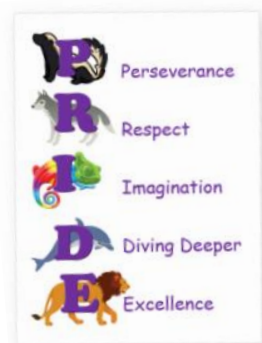 P Perseverance
R Respect
I Imagination
D Diving Deeper
E Excellence